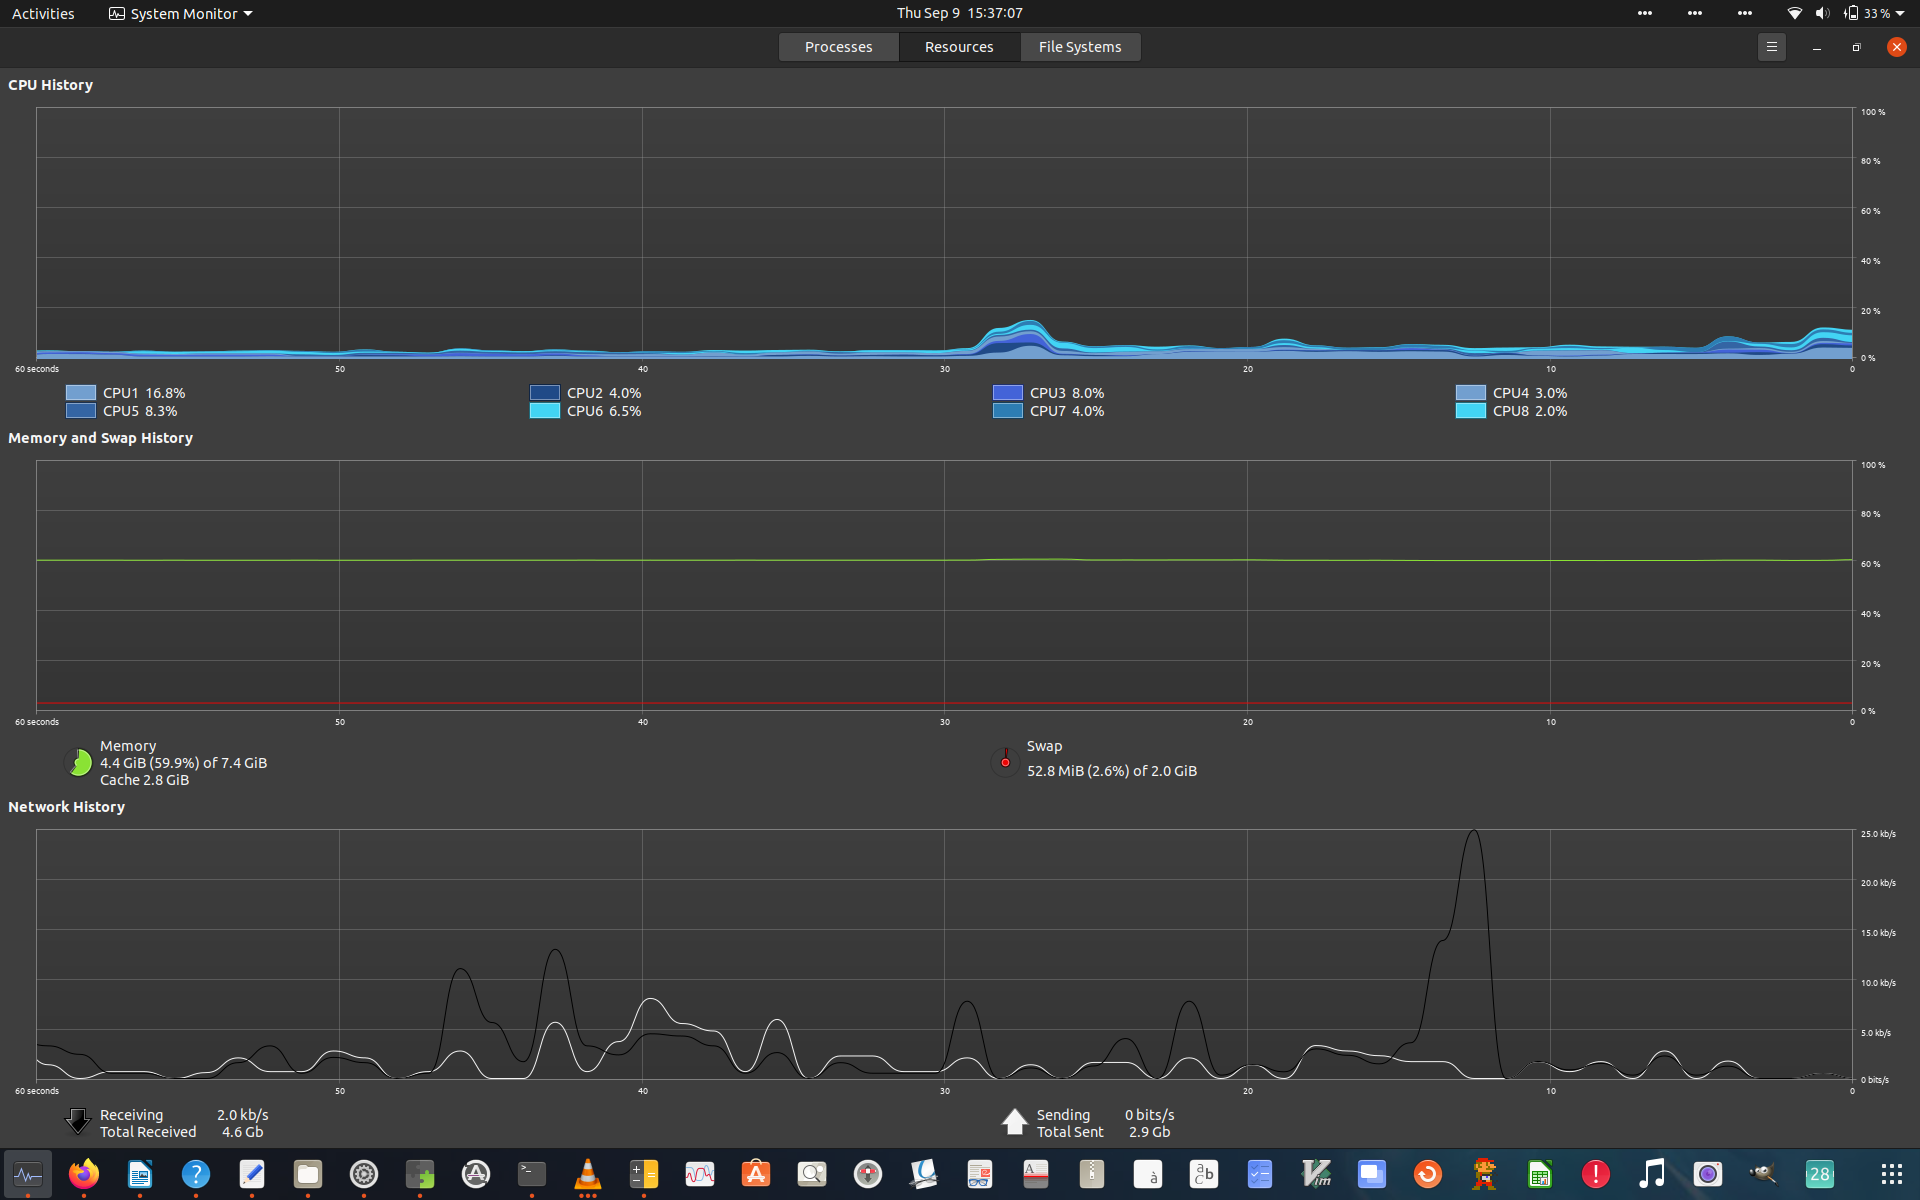 Activities System Monitor Thu Sep 9 15:37:07 33 %
Processes Resources File Systems
CPU History
100 %
80 %
60 %
40 %
20 %
0 %
60 seconds 50 40 30 20 10 0
CPU1 16.8% CPU2 4.0% CPU3 8.0% CPU4 3.0%
CPU5 8.3% CPU6 6.5% CPU7 4.0% CPU8 2.0%
Memory and Swap History
100 %
80 %
60 %
40 %
20 %
0 %
60 seconds 50 40 30 20 10 0
Memory Swap
4.4 GiB (59.9%) of 7.4 GiB 52.8 MiB (2.6%) of 2.0 GiB
Cache 2.8 GiB
Network History
25.0 kb/s
20.0 kb/s
15.0 kb/s
10.0 kb/s
5.0 kb/s
0 bits/s
60 seconds 50 40 30 20 10 0
Receiving 2.0 kb/s Sending 0 bits/s
Total Received 4.6 Gb Total Sent 2.9 Gb
? >_ A à a b c Vim ! 28